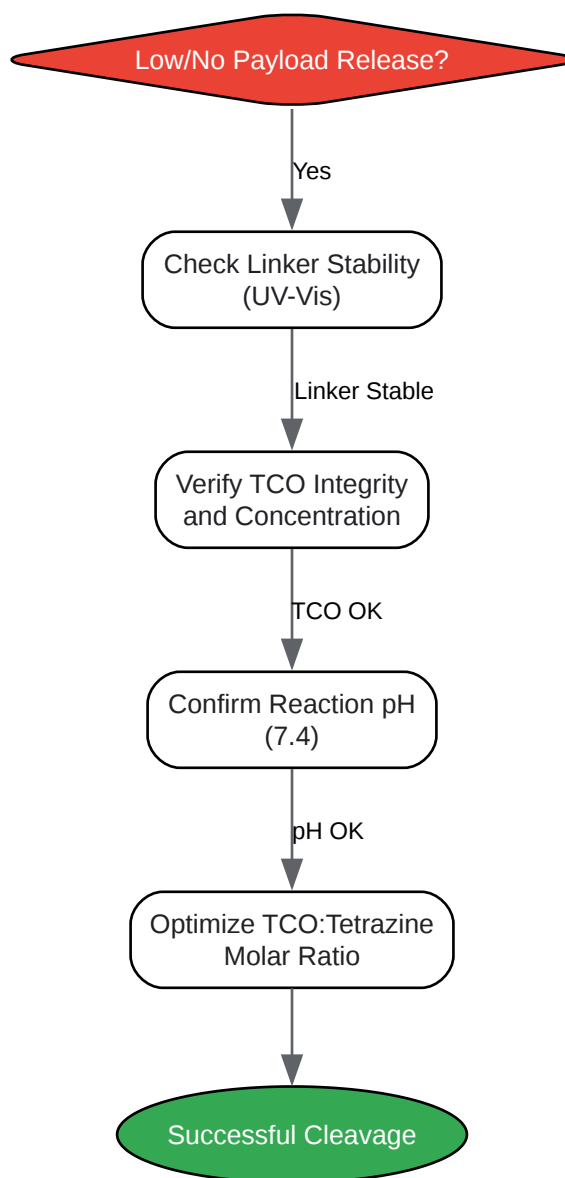 Low/No Payload Release?
Yes
Check Linker Stability
(UV-Vis)
Linker Stable
Verify TCO Integrity
and Concentration
TCO OK
Confirm Reaction pH
(7.4)
pH OK
Optimize TCO:Tetrazine
Molar Ratio
Successful Cleavage